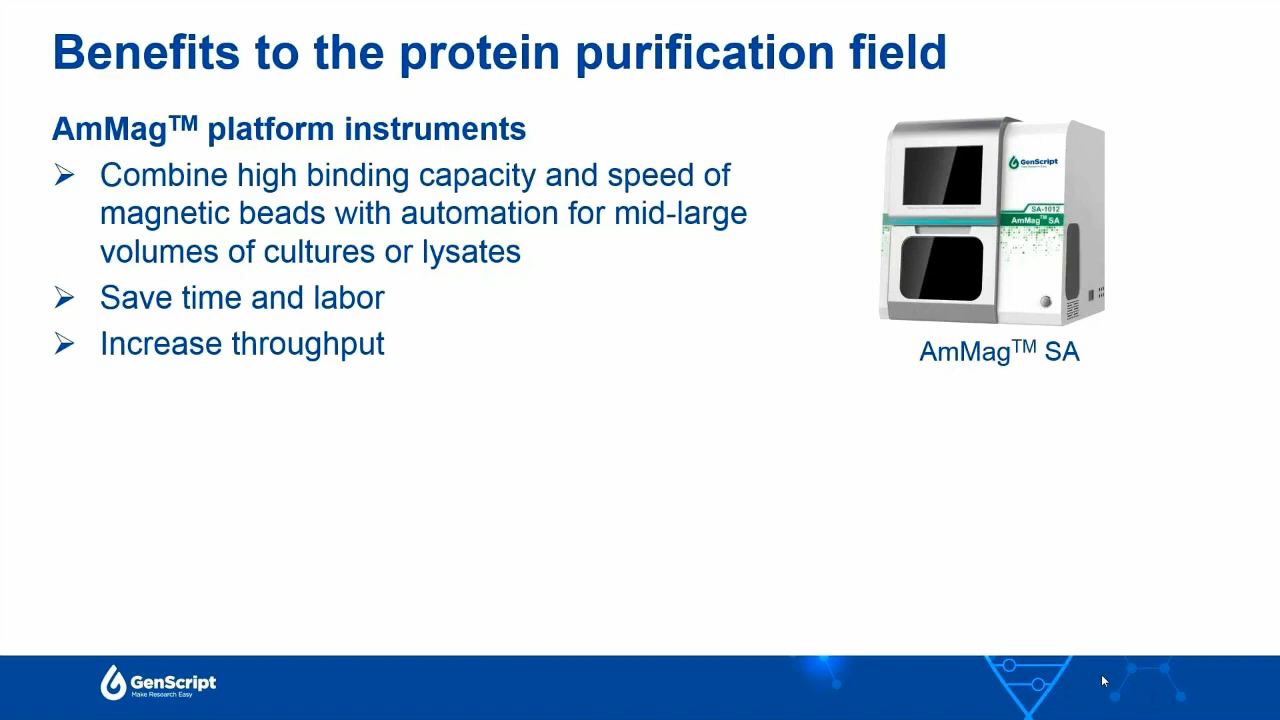 Benefits to the protein purification field
AmMag™ platform instruments
➢ Combine high binding capacity and speed of
magnetic beads with automation for mid-large
volumes of cultures or lysates
➢ Save time and labor
➢ Increase throughput
GenScript
SA-1012
AmMag™ SA
AmMag™ SA
GenScript
Make Research Easy